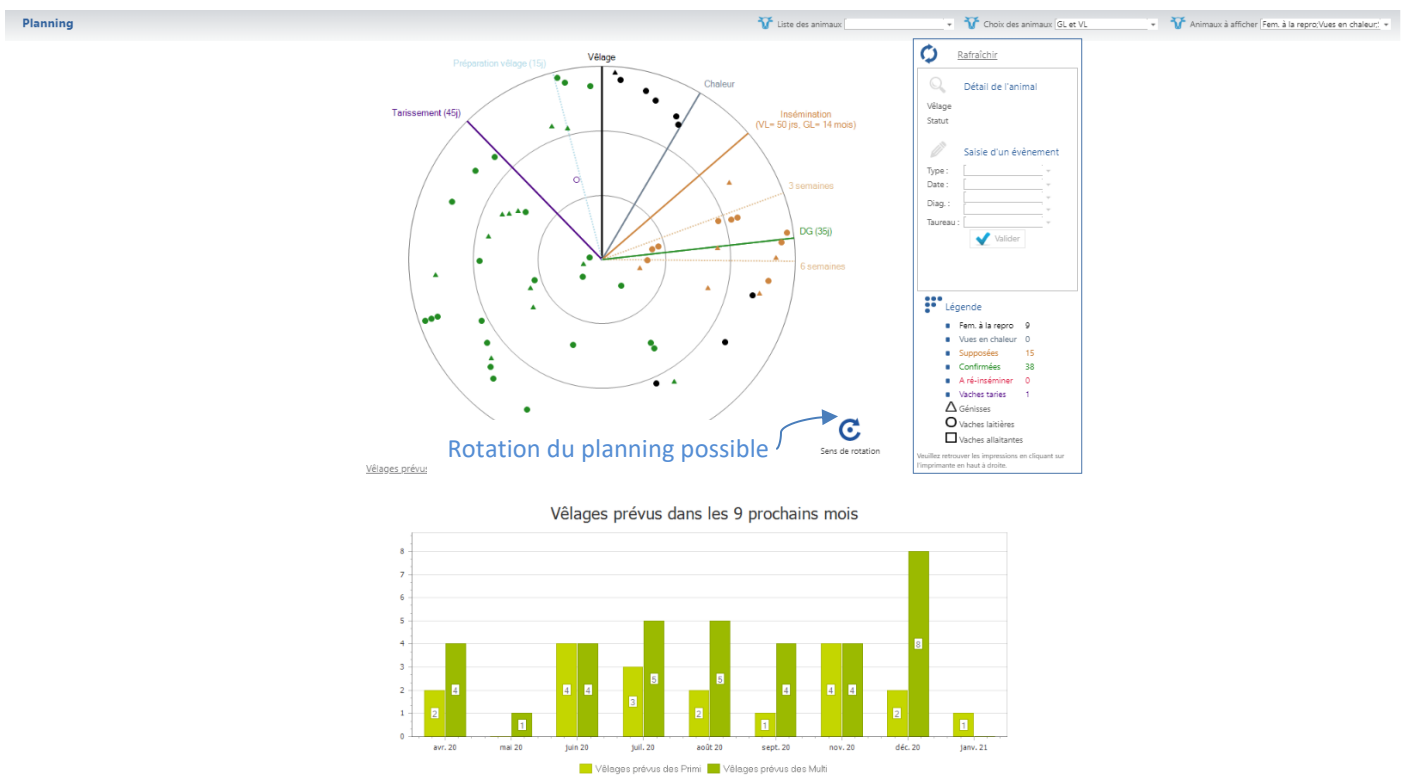 Planning
Liste des animaux
Choix des animaux GL et VL
Animaux à afficher Fem. à la repro;Vues en chaleur;
Vêlage
Préparation vêlage (15j)
Chaleur
Tarissement (45j)
Insémination
(VL= 50 jrs, GL= 14 mois)
3 semaines
DG (35j)
6 semaines
Rotation du planning possible
Sens de rotation
Vêlages prévus
Rafraîchir
Détail de l'animal
Vêlage
Statut
Saisie d'un évènement
Type :
Date :
Diag. :
Taureau :
Valider
Légende
Fem. à la repro 9
Vues en chaleur 0
Supposées 15
Confirmées 38
A ré-inséminer 0
Vaches taries 1
Génisses
Vaches laitières
Vaches allaitantes
Veuillez retrouver les impressions en cliquant sur
l'imprimante en haut à droite.
Vêlages prévus dans les 9 prochains mois
8
7
6
5
4
3
2
1
0
2 4 1 4 4 3 5 2 5 1 4 4 4 2 8 1
avr. 20 mai 20 juin 20 juil. 20 août 20 sept. 20 nov. 20 déc. 20 janv. 21
Vêlages prévus des Primi Vêlages prévus des Multi